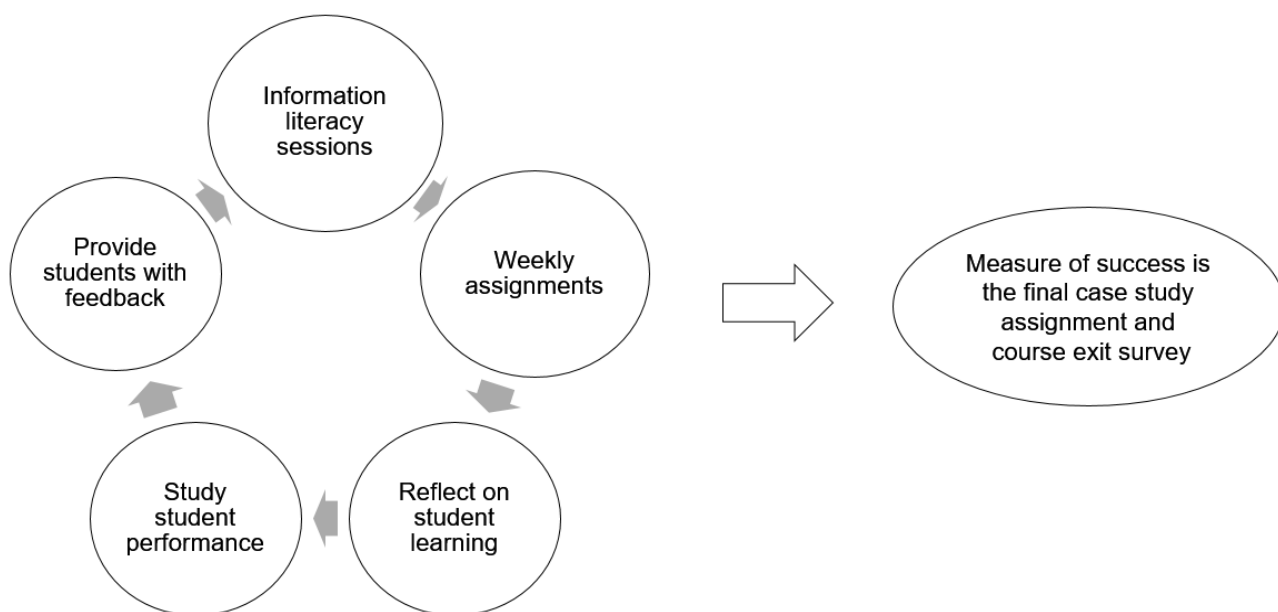 Information
literacy
sessions
Weekly
assignments
Reflect on
student
learning
Study
student
performance
Provide
students with
feedback
Measure of success is
the final case study
assignment and
course exit survey